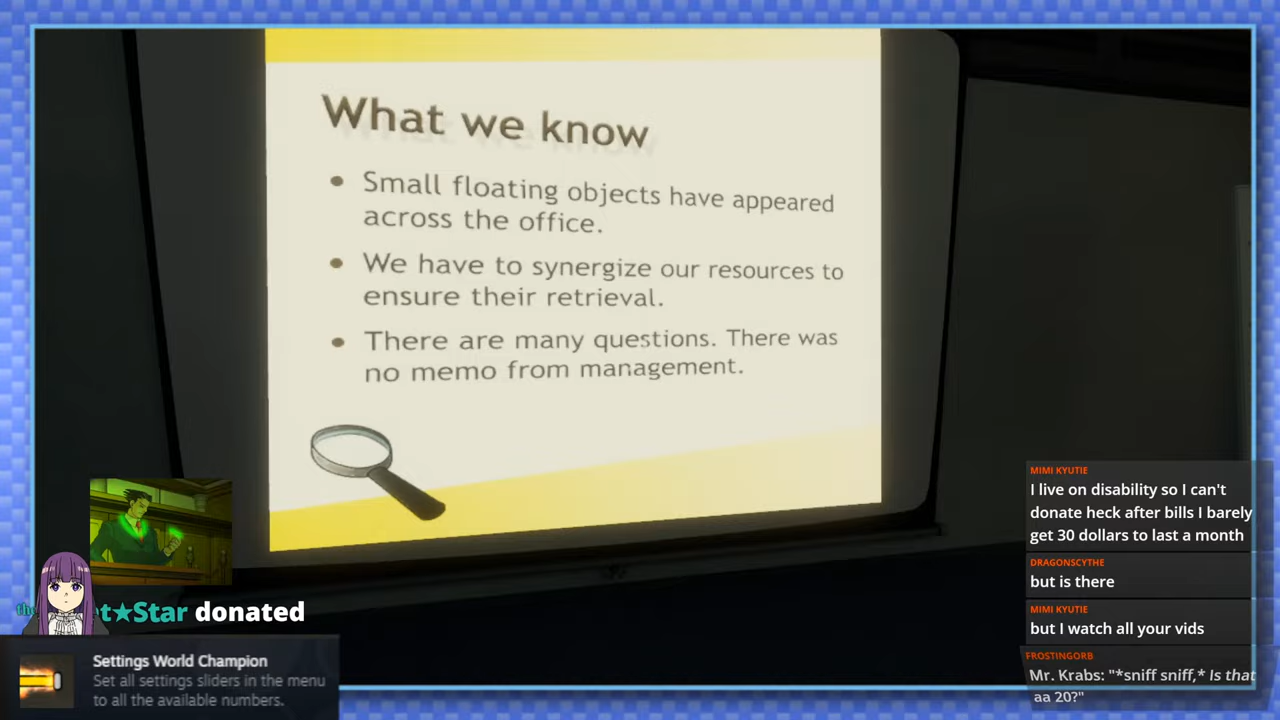 What we know
Small floating objects have appeared
across the office.
We have to synergize our resources to
ensure their retrieval.
There are many questions. There was
no memo from management.
t★Star donated
Settings World Champion
Set all settings sliders in the menu
to all the available numbers.
MIMI KYUTIE
I live on disability so I can't
donate heck after bills I barely
get 30 dollars to last a month
DRAGONSCYTHE
but is there
MIMI KYUTIE
but I watch all your vids
FROSTINGORB
Mr. Krabs: "*sniff sniff,* Is that
aa 20?"